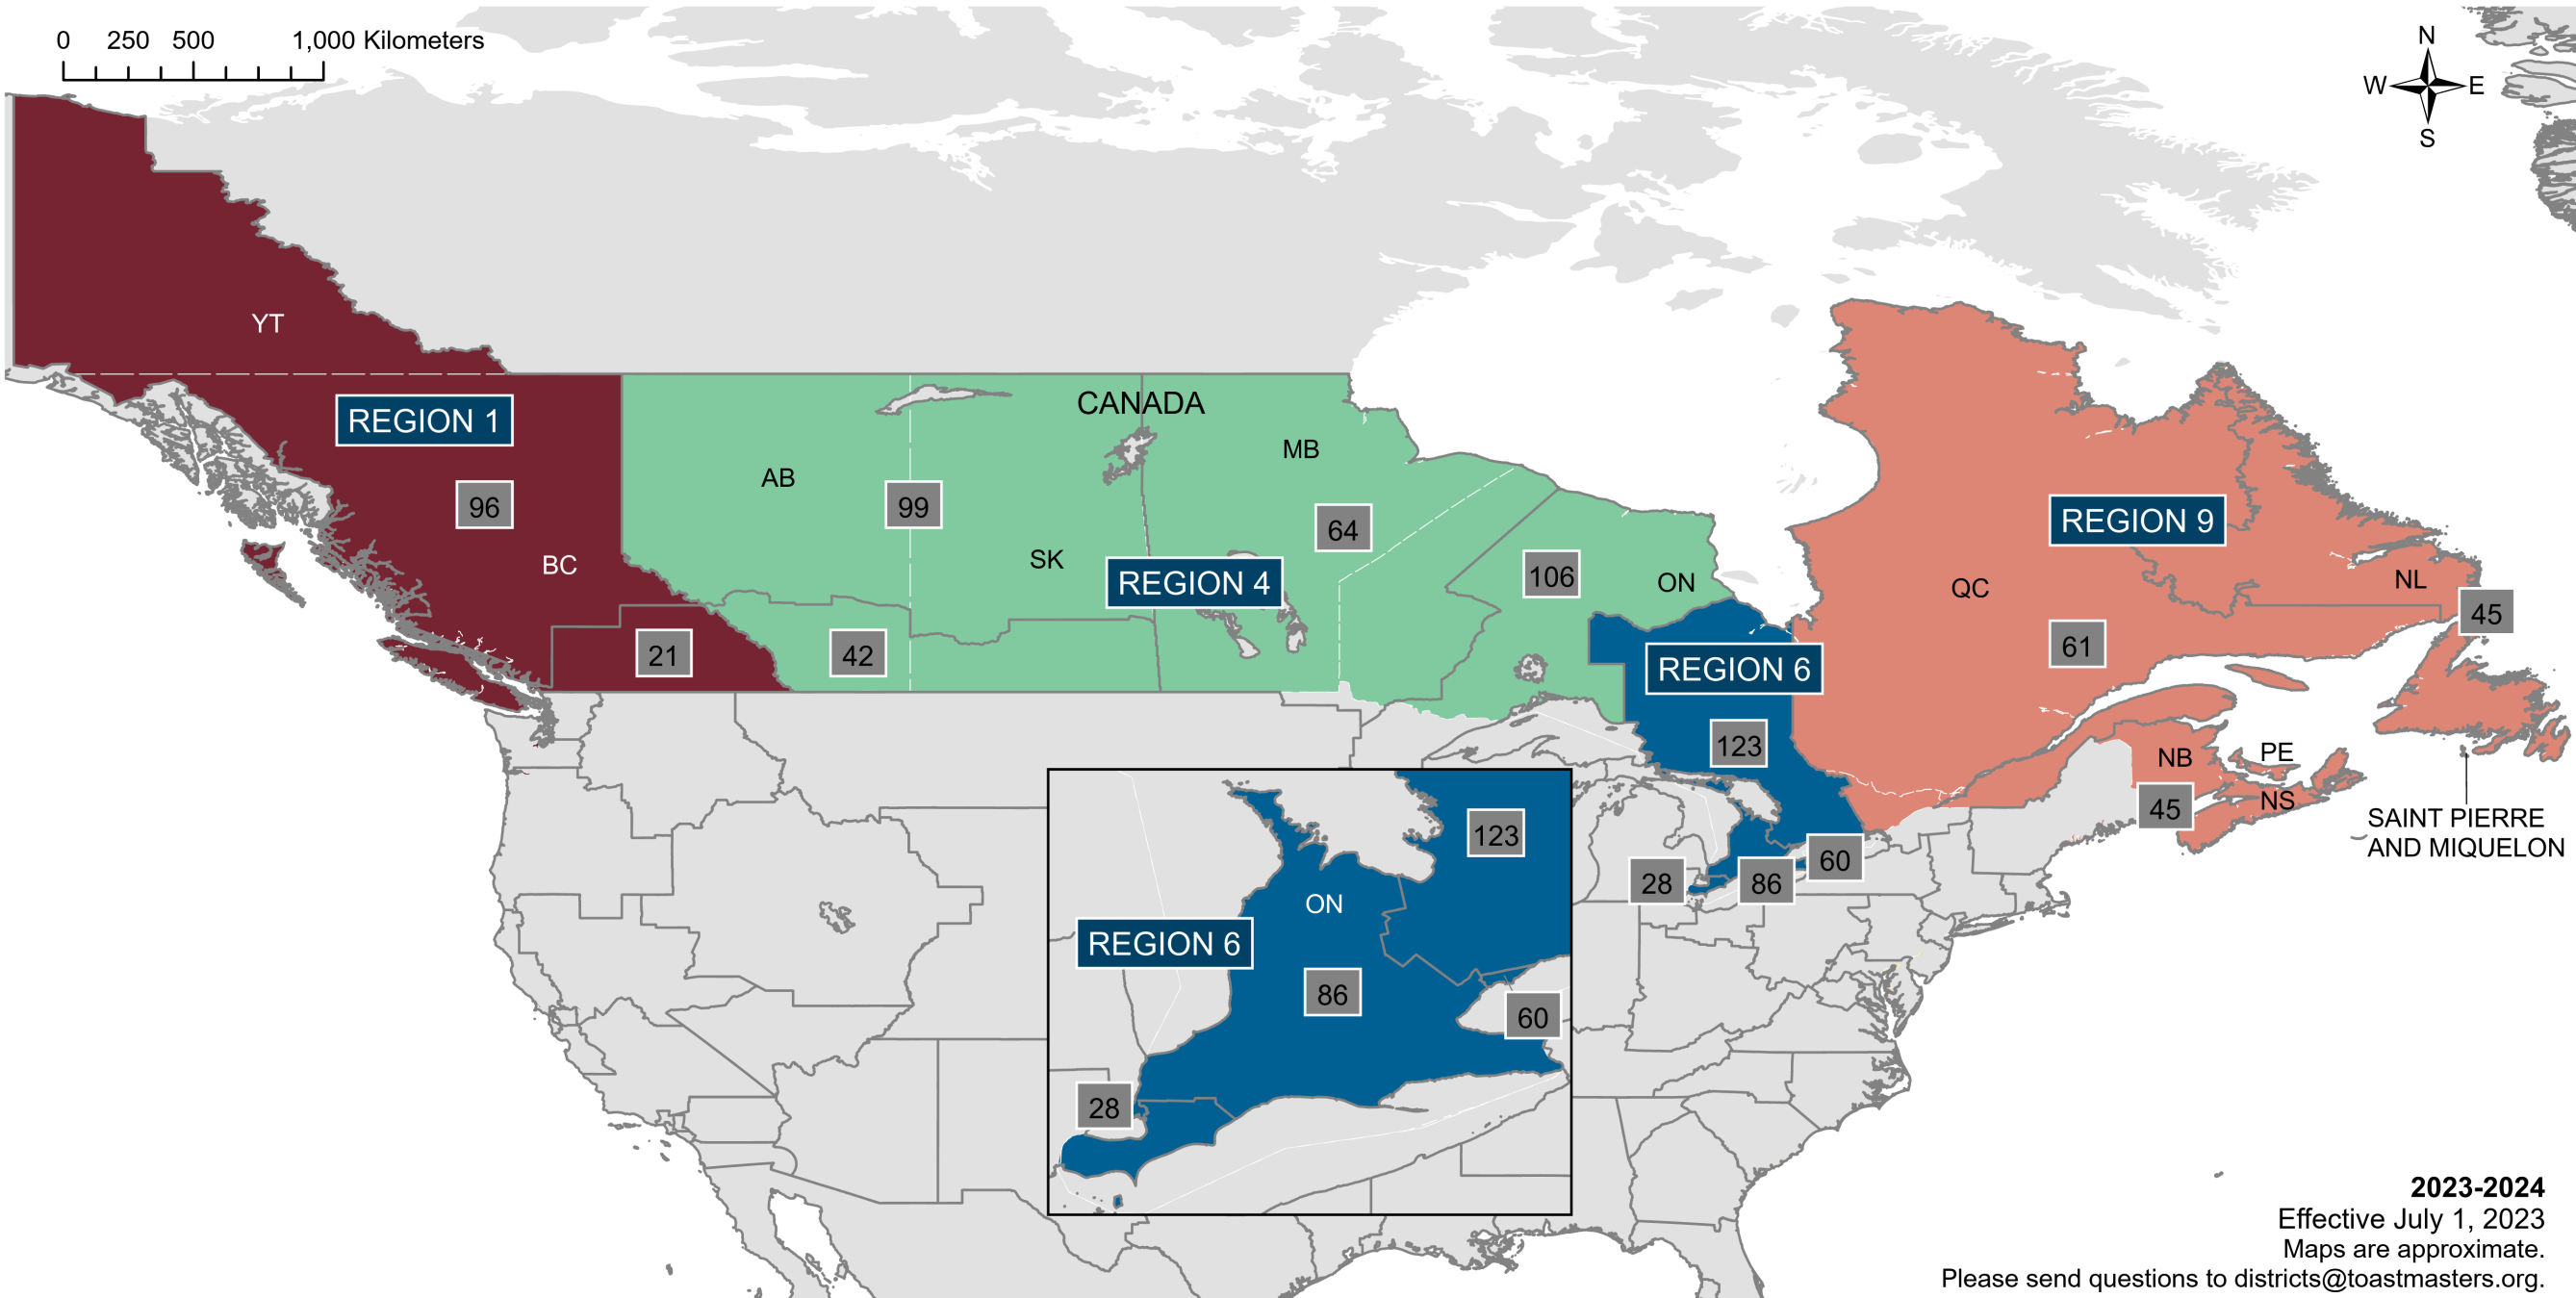 0 250 500 1,000 Kilometers
N
W E
S
YT
REGION 1
96
BC
21
CANADA
AB
99
MB
64
SK
REGION 4
42
106
ON
REGION 6
123
REGION 9
QC
NL
45
61
NB
PE
45
NS
SAINT PIERRE
AND MIQUELON
28
86
60
123
ON
REGION 6
86
60
28
2023-2024
Effective July 1, 2023
Maps are approximate.
Please send questions to districts@toastmasters.org.